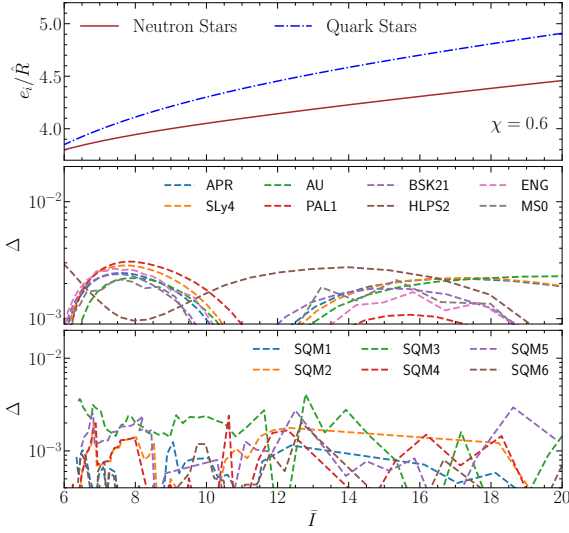 Neutron Stars Quark Stars
5.0
4.5
4.0
e_i/R̂
χ = 0.6
APR AU BSK21 ENG
SLy4 PAL1 HLPS2 MS0
10⁻²
10⁻³
Δ
SQM1 SQM3 SQM5
SQM2 SQM4 SQM6
10⁻²
10⁻³
Δ
6 8 10 12 14 16 18 20
Ī